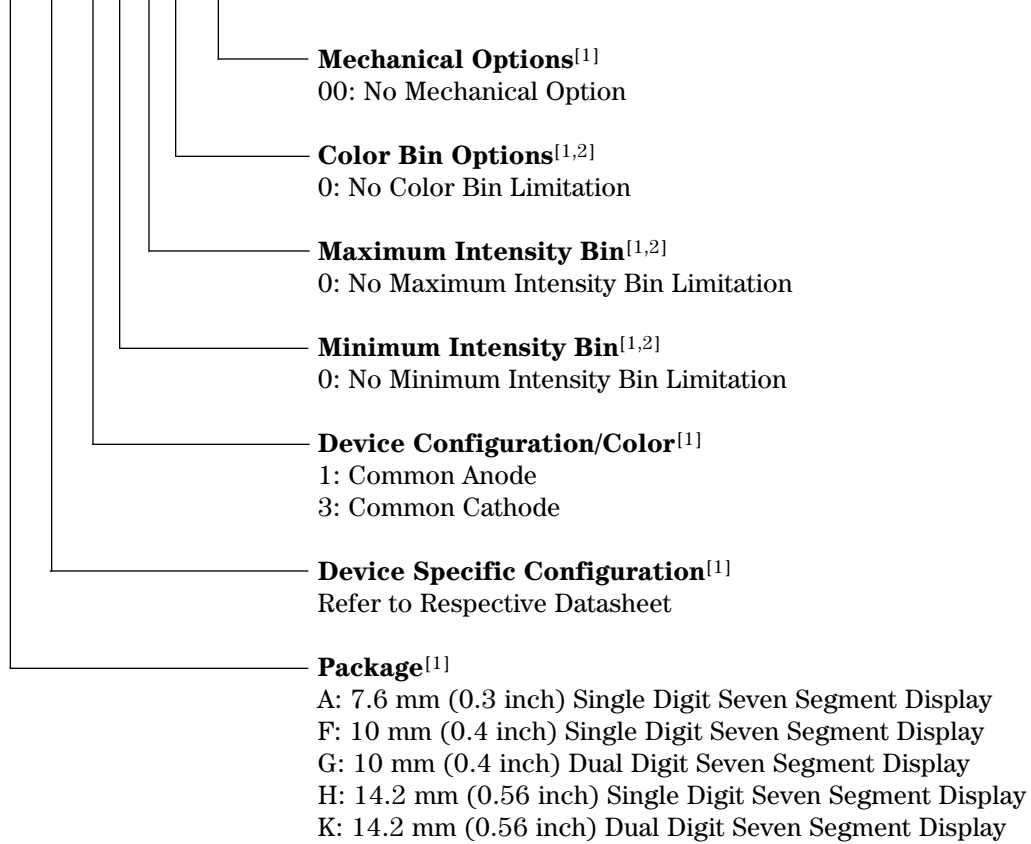 Mechanical Options[1]
00: No Mechanical Option
Color Bin Options[1,2]
0: No Color Bin Limitation
Maximum Intensity Bin[1,2]
0: No Maximum Intensity Bin Limitation
Minimum Intensity Bin[1,2]
0: No Minimum Intensity Bin Limitation
Device Configuration/Color[1]
1: Common Anode
3: Common Cathode
Device Specific Configuration[1]
Refer to Respective Datasheet
Package[1]
A: 7.6 mm (0.3 inch) Single Digit Seven Segment Display
F: 10 mm (0.4 inch) Single Digit Seven Segment Display
G: 10 mm (0.4 inch) Dual Digit Seven Segment Display
H: 14.2 mm (0.56 inch) Single Digit Seven Segment Display
K: 14.2 mm (0.56 inch) Dual Digit Seven Segment Display